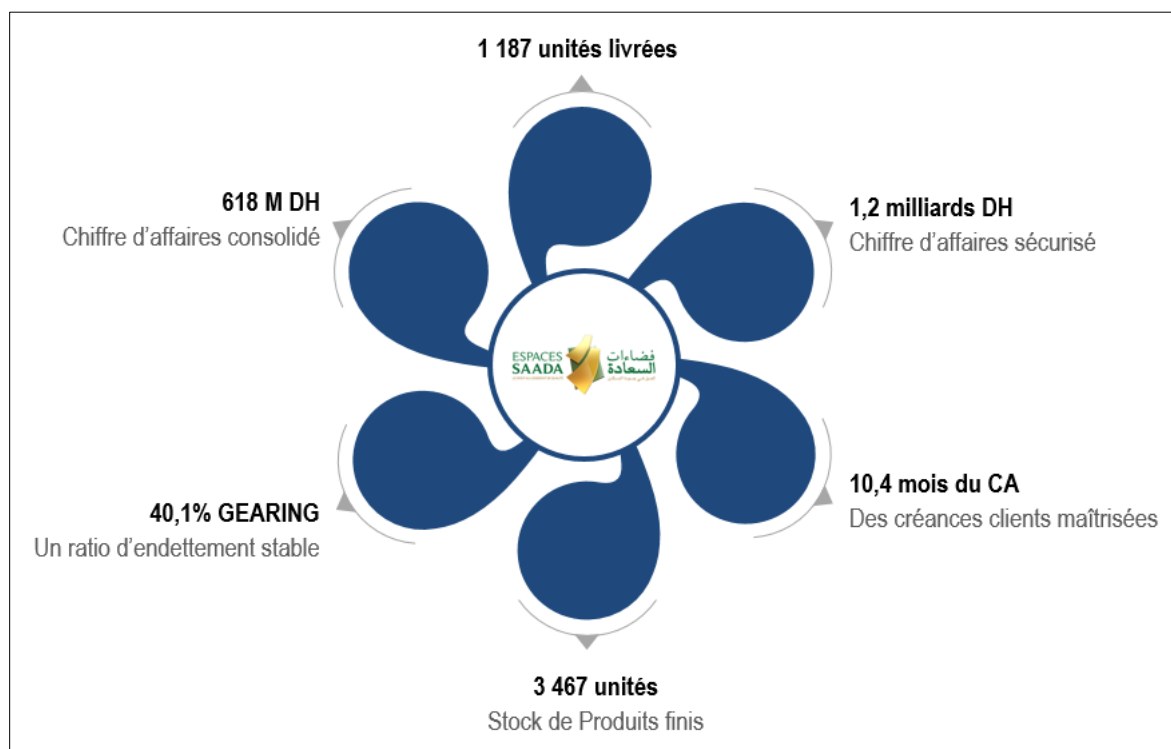 1 187 unités livrées
618 M DH
Chiffre d'affaires consolidé
1,2 milliards DH
Chiffre d'affaires sécurisé
ESPACES
SAADA
فضاءات
السعادة
40,1% GEARING
Un ratio d'endettement stable
10,4 mois du CA
Des créances clients maîtrisées
3 467 unités
Stock de Produits finis